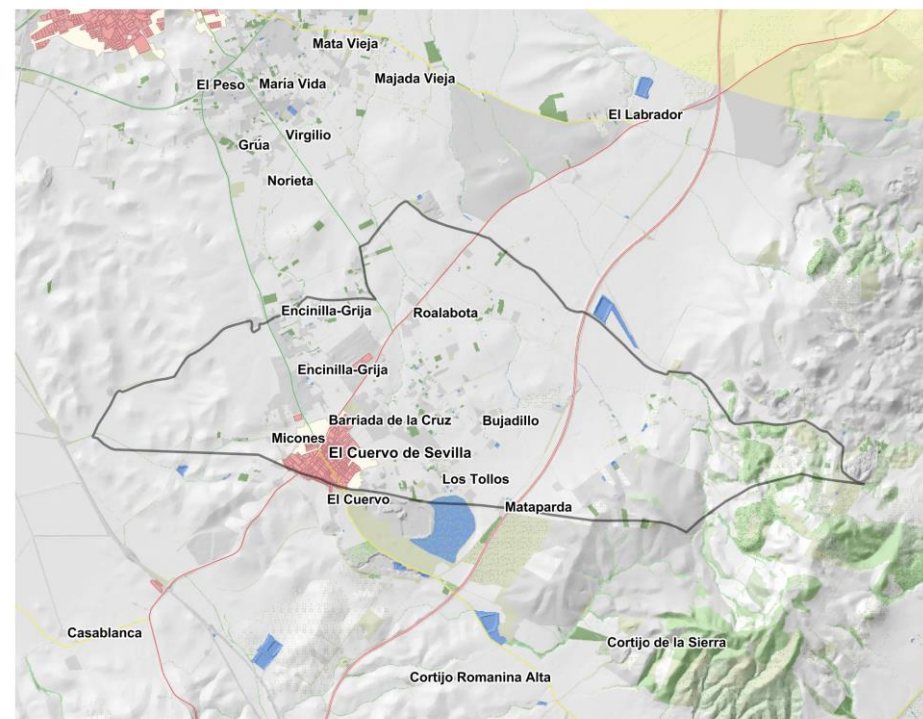 Mata Vieja
Majada Vieja
El Peso
María Vida
El Labrador
Virgilio
Grúa
Norieta
Encinilla-Grija
Roalabota
Encinilla-Grija
Barriada de la Cruz
Bujadillo
Micones
El Cuervo de Sevilla
Los Tollos
El Cuervo
Mataparda
Casablanca
Cortijo de la Sierra
Cortijo Romanina Alta